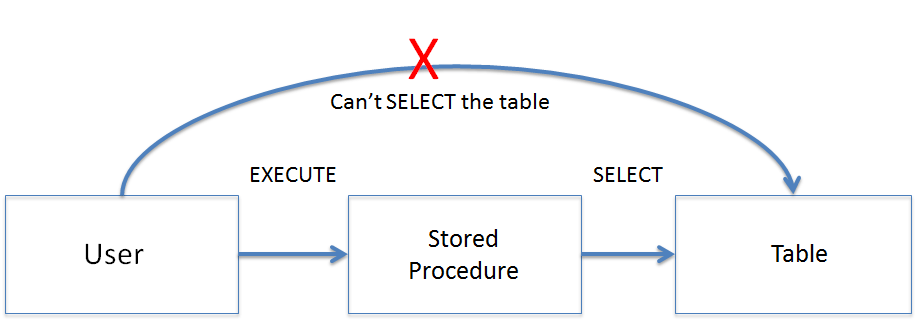 X
Can't SELECT the table
EXECUTE
SELECT
User
Stored
Procedure
Table